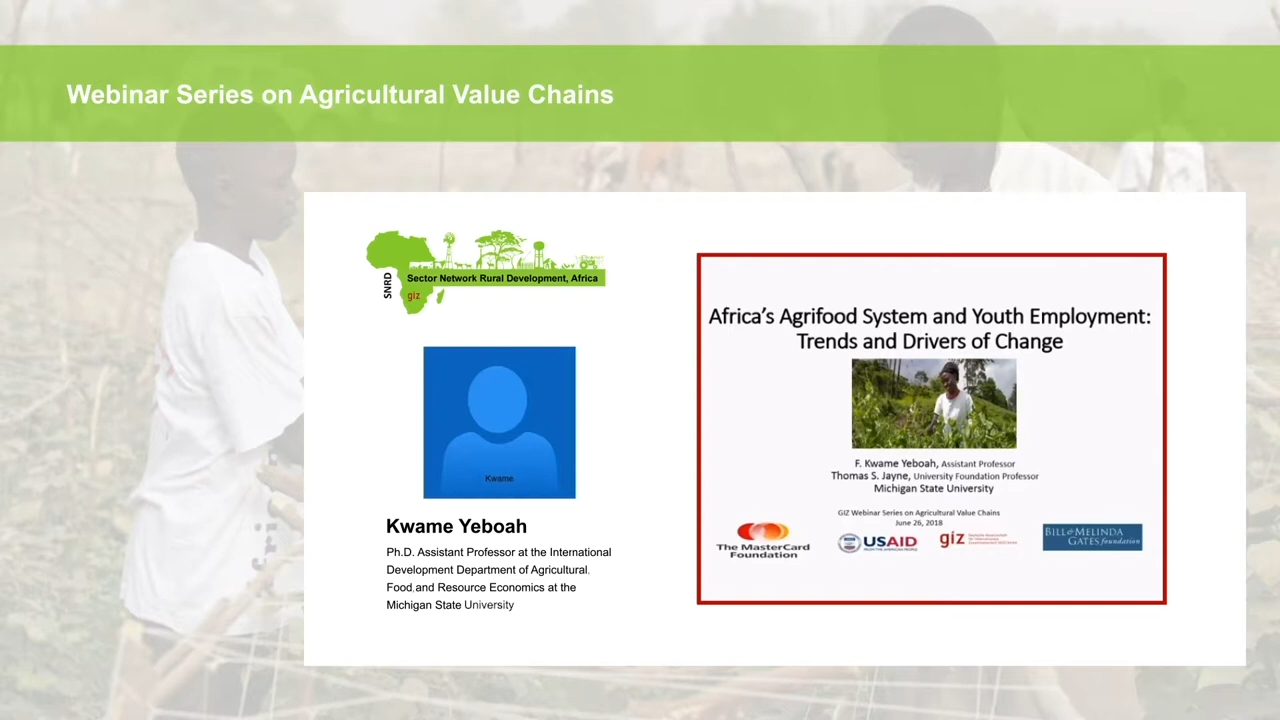 Webinar Series on Agricultural Value Chains
SNRD
Sector Network Rural Development, Africa
giz
Kwame
Kwame Yeboah
Ph.D. Assistant Professor at the International
Development Department of Agricultural.
Food and Resource Economics at the
Michigan State University
Africa's Agrifood System and Youth Employment:
Trends and Drivers of Change
F. Kwame Yeboah, Assistant Professor
Thomas S. Jayne, University Foundation Professor
Michigan State University
GIZ Webinar Series on Agricultural Value Chains
June 26, 2018
The MasterCard
Foundation
USAID
FROM THE AMERICAN PEOPLE
giz
BILL & MELINDA
GATES foundation